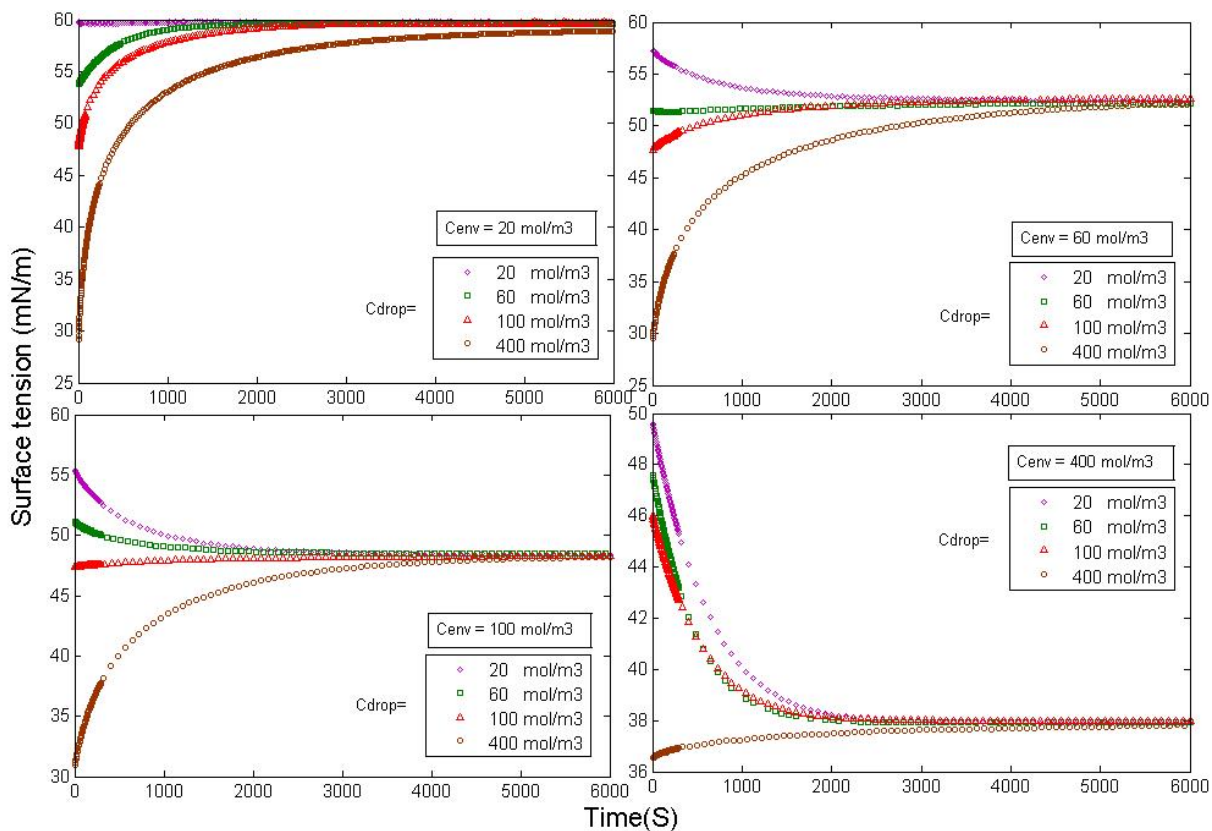 Surface tension (mN/m)
60
55
50
45
40
35
30
25
0 1000 2000 3000 4000 5000 6000
Cenv = 20 mol/m3
Cdrop=
20 mol/m3
60 mol/m3
100 mol/m3
400 mol/m3
60
55
50
45
40
35
30
25
0 1000 2000 3000 4000 5000 6000
Cenv = 60 mol/m3
Cdrop=
20 mol/m3
60 mol/m3
100 mol/m3
400 mol/m3
60
55
50
45
40
35
30
0 1000 2000 3000 4000 5000 6000
Cenv = 100 mol/m3
Cdrop=
20 mol/m3
60 mol/m3
100 mol/m3
400 mol/m3
50
48
46
44
42
40
38
36
0 1000 2000 3000 4000 5000 6000
Cenv = 400 mol/m3
Cdrop=
20 mol/m3
60 mol/m3
100 mol/m3
400 mol/m3
Time(S)